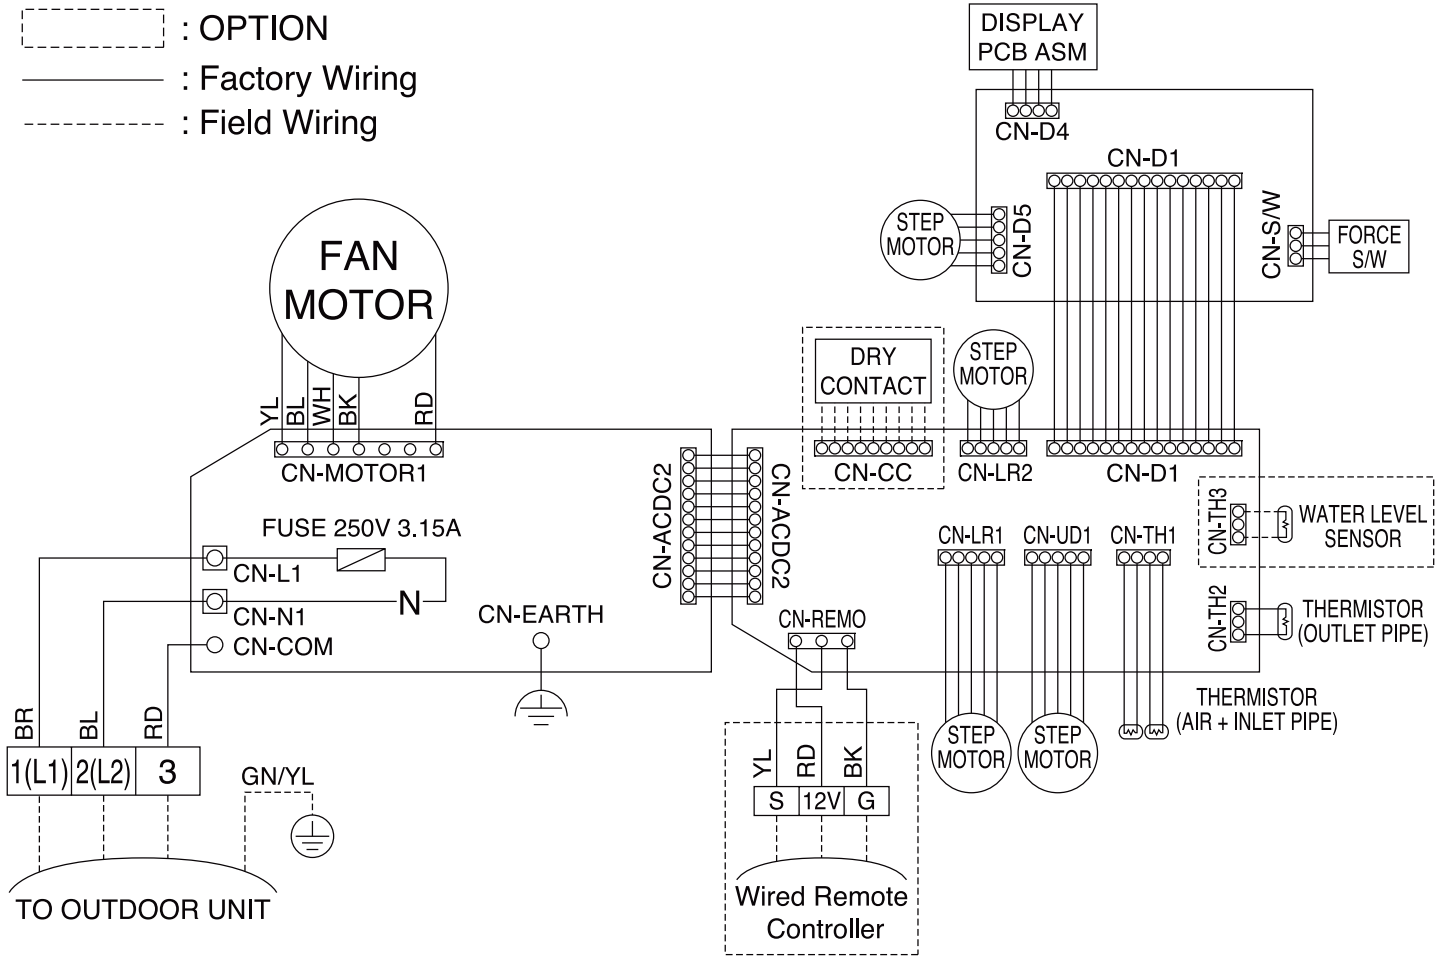 : OPTION
: Factory Wiring
: Field Wiring
DISPLAY
PCB ASM
CN-D4
CN-D1
STEP
MOTOR
CN-D5
CN-S/W
FORCE
S/W
FAN
MOTOR
YL
BL
WH
BK
RD
CN-MOTOR1
DRY
CONTACT
CN-CC
STEP
MOTOR
CN-LR2
CN-D1
CN-ACDC2
CN-ACDC2
FUSE 250V 3.15A
CN-L1
N
CN-N1
CN-COM
CN-EARTH
CN-TH3
WATER LEVEL
SENSOR
CN-LR1
CN-UD1
CN-TH1
CN-TH2
THERMISTOR
(OUTLET PIPE)
CN-REMO
THERMISTOR
(AIR + INLET PIPE)
STEP
MOTOR
STEP
MOTOR
BR
BL
RD
1(L1)
2(L2)
3
GN/YL
TO OUTDOOR UNIT
YL
RD
BK
S
12V
G
Wired Remote
Controller